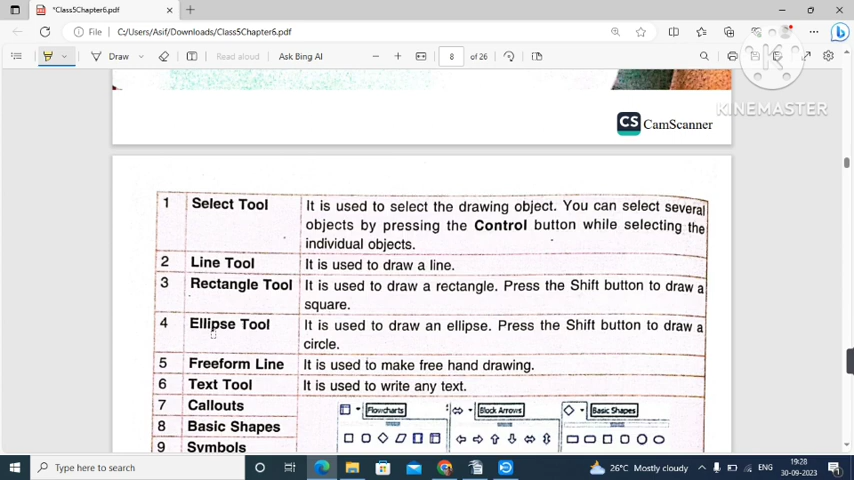 *Class5Chapter6.pdf
File C:/Users/Asif/Downloads/Class5Chapter6.pdf
Draw Read aloud Ask Bing AI 8 of 26
KINEMASTER
CS CamScanner
1 Select Tool It is used to select the drawing object. You can select several
objects by pressing the Control button while selecting the
individual objects.
2 Line Tool It is used to draw a line.
3 Rectangle Tool It is used to draw a rectangle. Press the Shift button to draw a
square.
4 Ellipse Tool It is used to draw an ellipse. Press the Shift button to draw a
circle.
5 Freeform Line It is used to make free hand drawing.
6 Text Tool It is used to write any text.
7 Callouts
Flowcharts Block Arrows Basic Shapes
8 Basic Shapes
9 Symbols
Type here to search 26°C Mostly cloudy ENG 19:28
30-09-2023